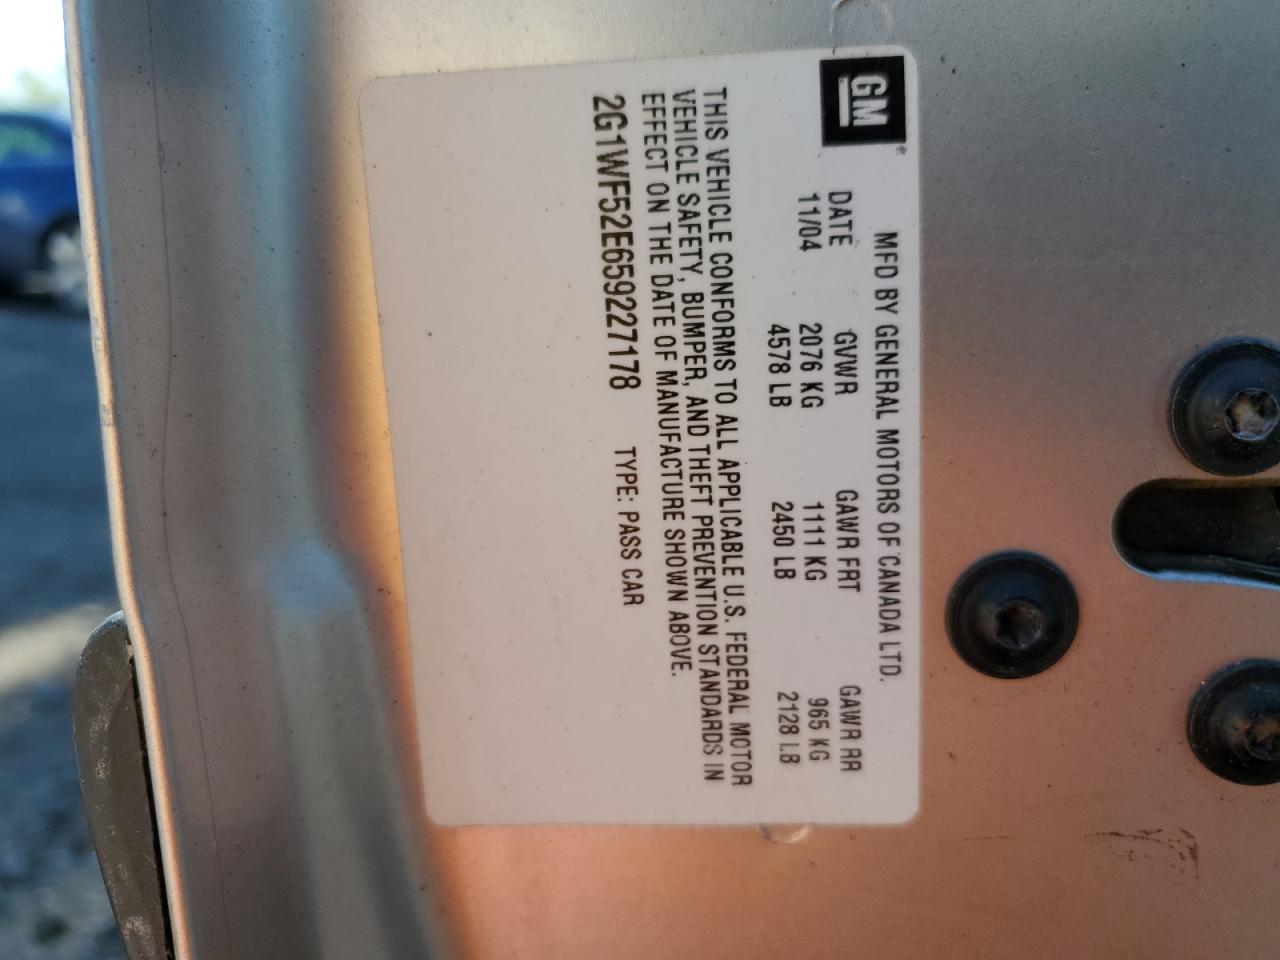 GM®
MFD BY GENERAL MOTORS OF CANADA LTD.
DATE GVWR GAWR FRT GAWR RR
11/04 2076 KG 1111 KG 965 KG
4578 LB 2450 LB 2128 LB
THIS VEHICLE CONFORMS TO ALL APPLICABLE U.S. FEDERAL MOTOR
VEHICLE SAFETY, BUMPER, AND THEFT PREVENTION STANDARDS IN
EFFECT ON THE DATE OF MANUFACTURE SHOWN ABOVE.
2G1WF52E659227178 TYPE: PASS CAR